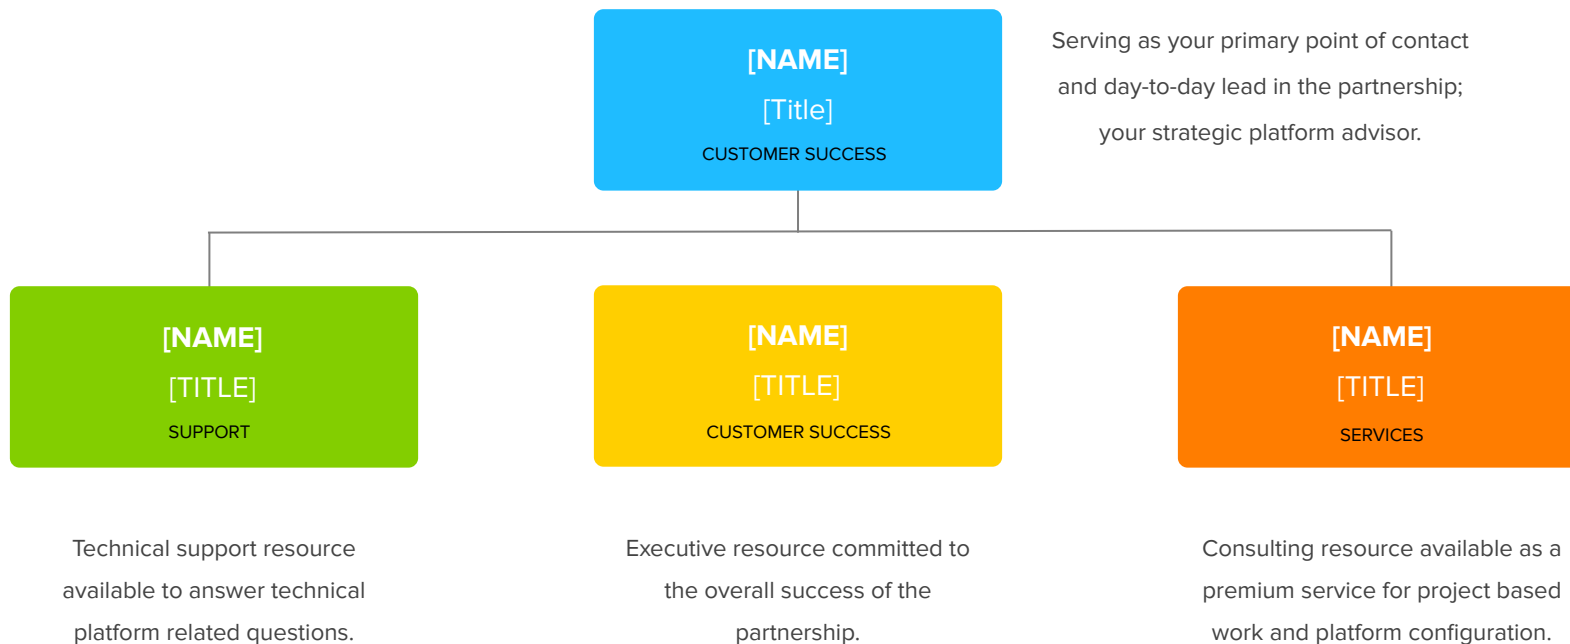 [NAME]
[Title]
CUSTOMER SUCCESS
Serving as your primary point of contact
and day-to-day lead in the partnership;
your strategic platform advisor.
[NAME]
[TITLE]
SUPPORT
[NAME]
[TITLE]
CUSTOMER SUCCESS
[NAME]
[TITLE]
SERVICES
Technical support resource
available to answer technical
platform related questions.
Executive resource committed to
the overall success of the
partnership.
Consulting resource available as a
premium service for project based
work and platform configuration.